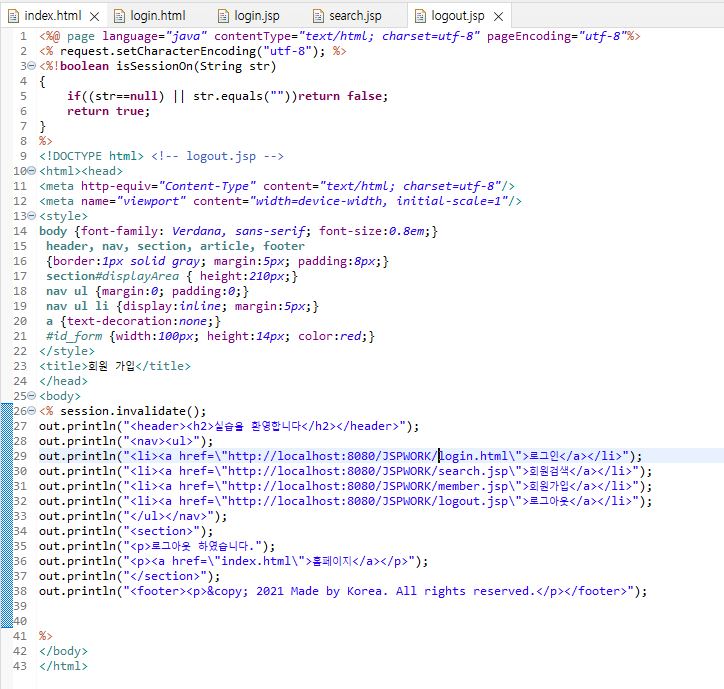 index.html login.html login.jsp search.jsp logout.jsp
1 <%@ page language="java" contentType="text/html; charset=utf-8" pageEncoding="utf-8"%>
2 <% request.setCharacterEncoding("utf-8"); %>
3 <%!boolean isSessionOn(String str)
4 {
5 if((str==null) || str.equals(""))return false;
6 return true;
7 }
8 %>
9 <!DOCTYPE html> <!-- logout.jsp -->
10 <html><head>
11 <meta http-equiv="Content-Type" content="text/html; charset=utf-8"/>
12 <meta name="viewport" content="width=device-width, initial-scale=1"/>
13 <style>
14 body {font-family: Verdana, sans-serif; font-size:0.8em;}
15 header, nav, section, article, footer
16 {border:1px solid gray; margin:5px; padding:8px;}
17 section#displayArea { height:210px;}
18 nav ul {margin:0; padding:0;}
19 nav ul li {display:inline; margin:5px;}
20 a {text-decoration:none;}
21 #id_form {width:100px; height:14px; color:red;}
22 </style>
23 <title>회원 가입</title>
24 </head>
25 <body>
26 <% session.invalidate();
27 out.println("<header><h2>실습을 환영합니다</h2></header>");
28 out.println("<nav><ul>");
29 out.println("<li><a href=\"http://localhost:8080/JSPWORK/login.html\">로그인</a></li>");
30 out.println("<li><a href=\"http://localhost:8080/JSPWORK/search.jsp\">회원검색</a></li>");
31 out.println("<li><a href=\"http://localhost:8080/JSPWORK/member.jsp\">회원가입</a></li>");
32 out.println("<li><a href=\"http://localhost:8080/JSPWORK/logout.jsp\">로그아웃</a></li>");
33 out.println("</ul></nav>");
34 out.println("<section>");
35 out.println("<p>로그아웃 하였습니다.");
36 out.println("<p><a href=\"index.html\">홈페이지</a></p>");
37 out.println("</section>");
38 out.println("<footer><p>&copy; 2021 Made by Korea. All rights reserved.</p></footer>");
39
40
41 %>
42 </body>
43 </html>